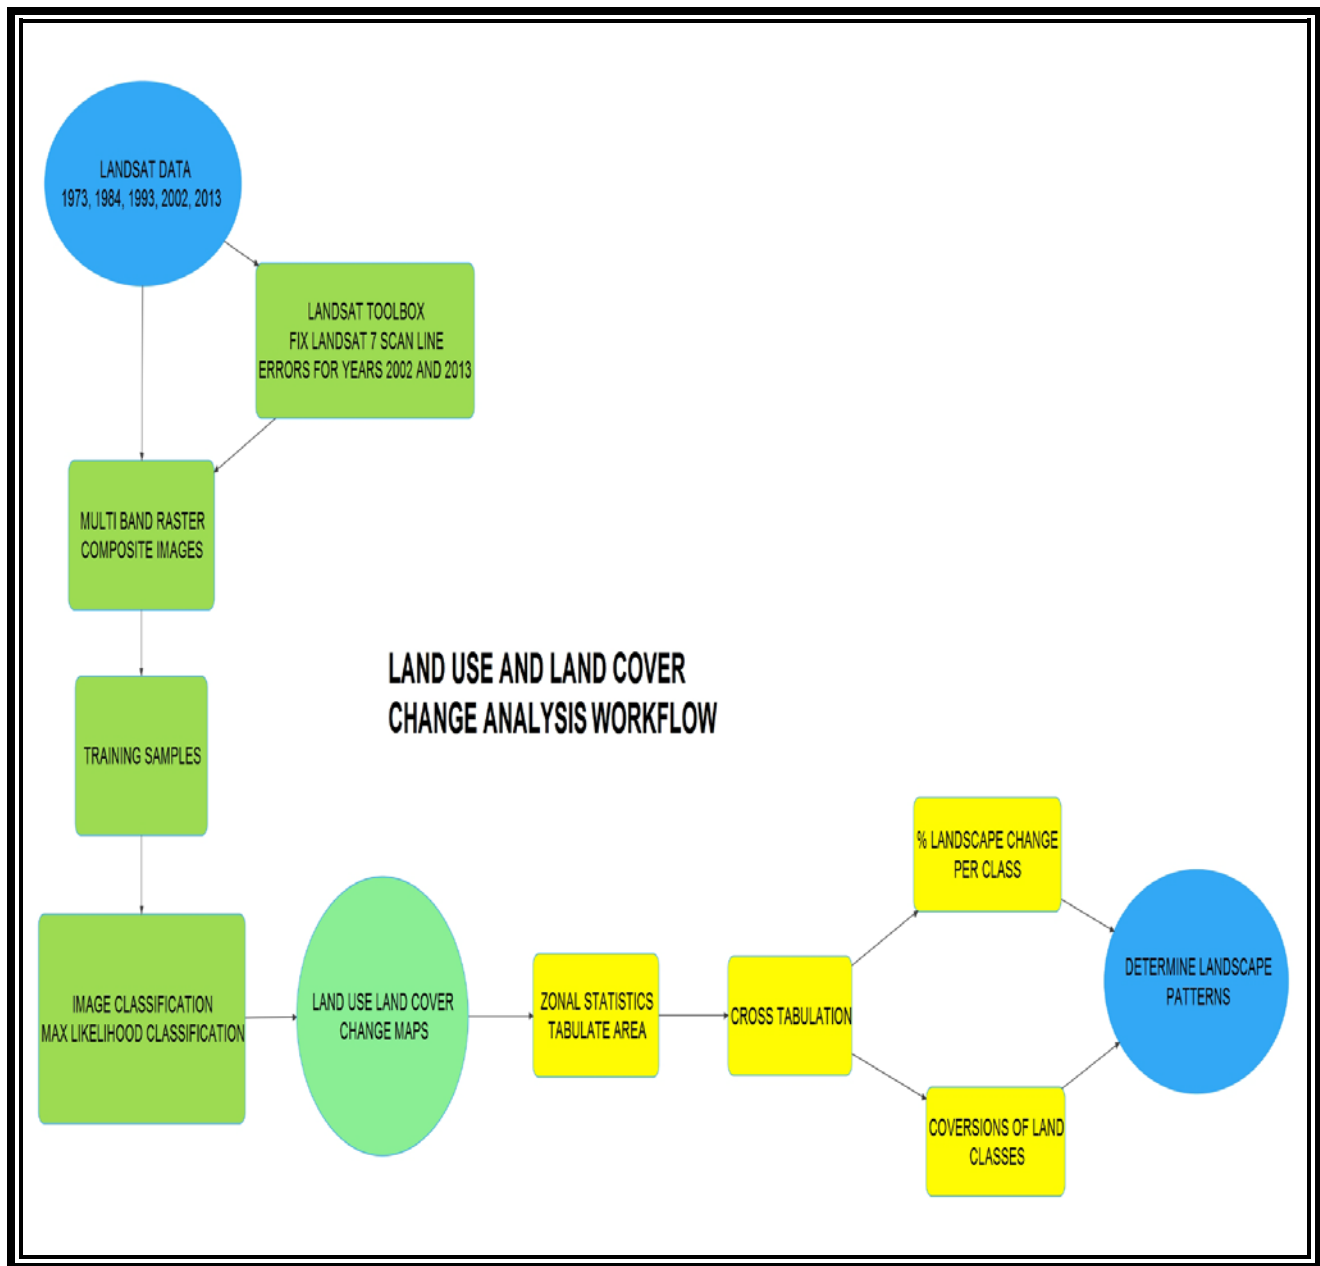 LANDSAT DATA
1973, 1984, 1993, 2002, 2013
LANDSAT TOOLBOX
FIX LANDSAT 7 SCAN LINE
ERRORS FOR YEARS 2002 AND 2013
MULTI BAND RASTER
COMPOSITE IMAGES
TRAINING SAMPLES
LAND USE AND LAND COVER
CHANGE ANALYSIS WORKFLOW
IMAGE CLASSIFICATION
MAX LIKELIHOOD CLASSIFICATION
LAND USE LAND COVER
CHANGE MAPS
ZONAL STATISTICS
TABULATE AREA
CROSS TABULATION
% LANDSCAPE CHANGE
PER CLASS
COVERSIONS OF LAND
CLASSES
DETERMINE LANDSCAPE
PATTERNS